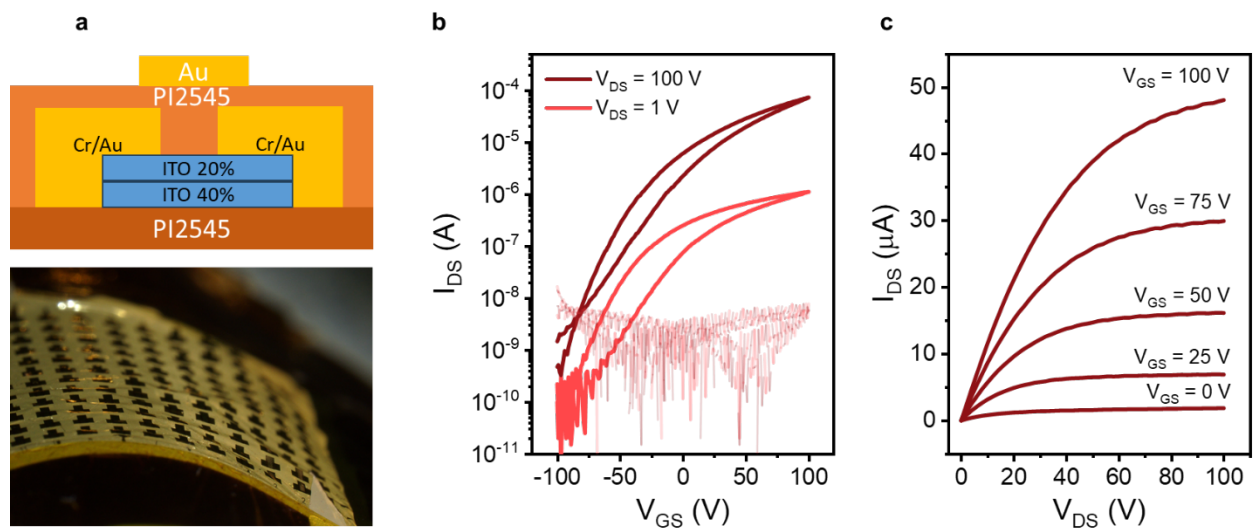 a
Au
PI2545
Cr/Au Cr/Au
ITO 20%
ITO 40%
PI2545
b
V_DS = 100 V
V_DS = 1 V
10⁻⁴
10⁻⁵
10⁻⁶
10⁻⁷
10⁻⁸
10⁻⁹
10⁻¹⁰
10⁻¹¹
I_DS (A)
-100 -50 0 50 100
V_GS (V)
c
V_GS = 100 V
V_GS = 75 V
V_GS = 50 V
V_GS = 25 V
V_GS = 0 V
50
40
30
20
10
0
I_DS (μA)
0 20 40 60 80 100
V_DS (V)